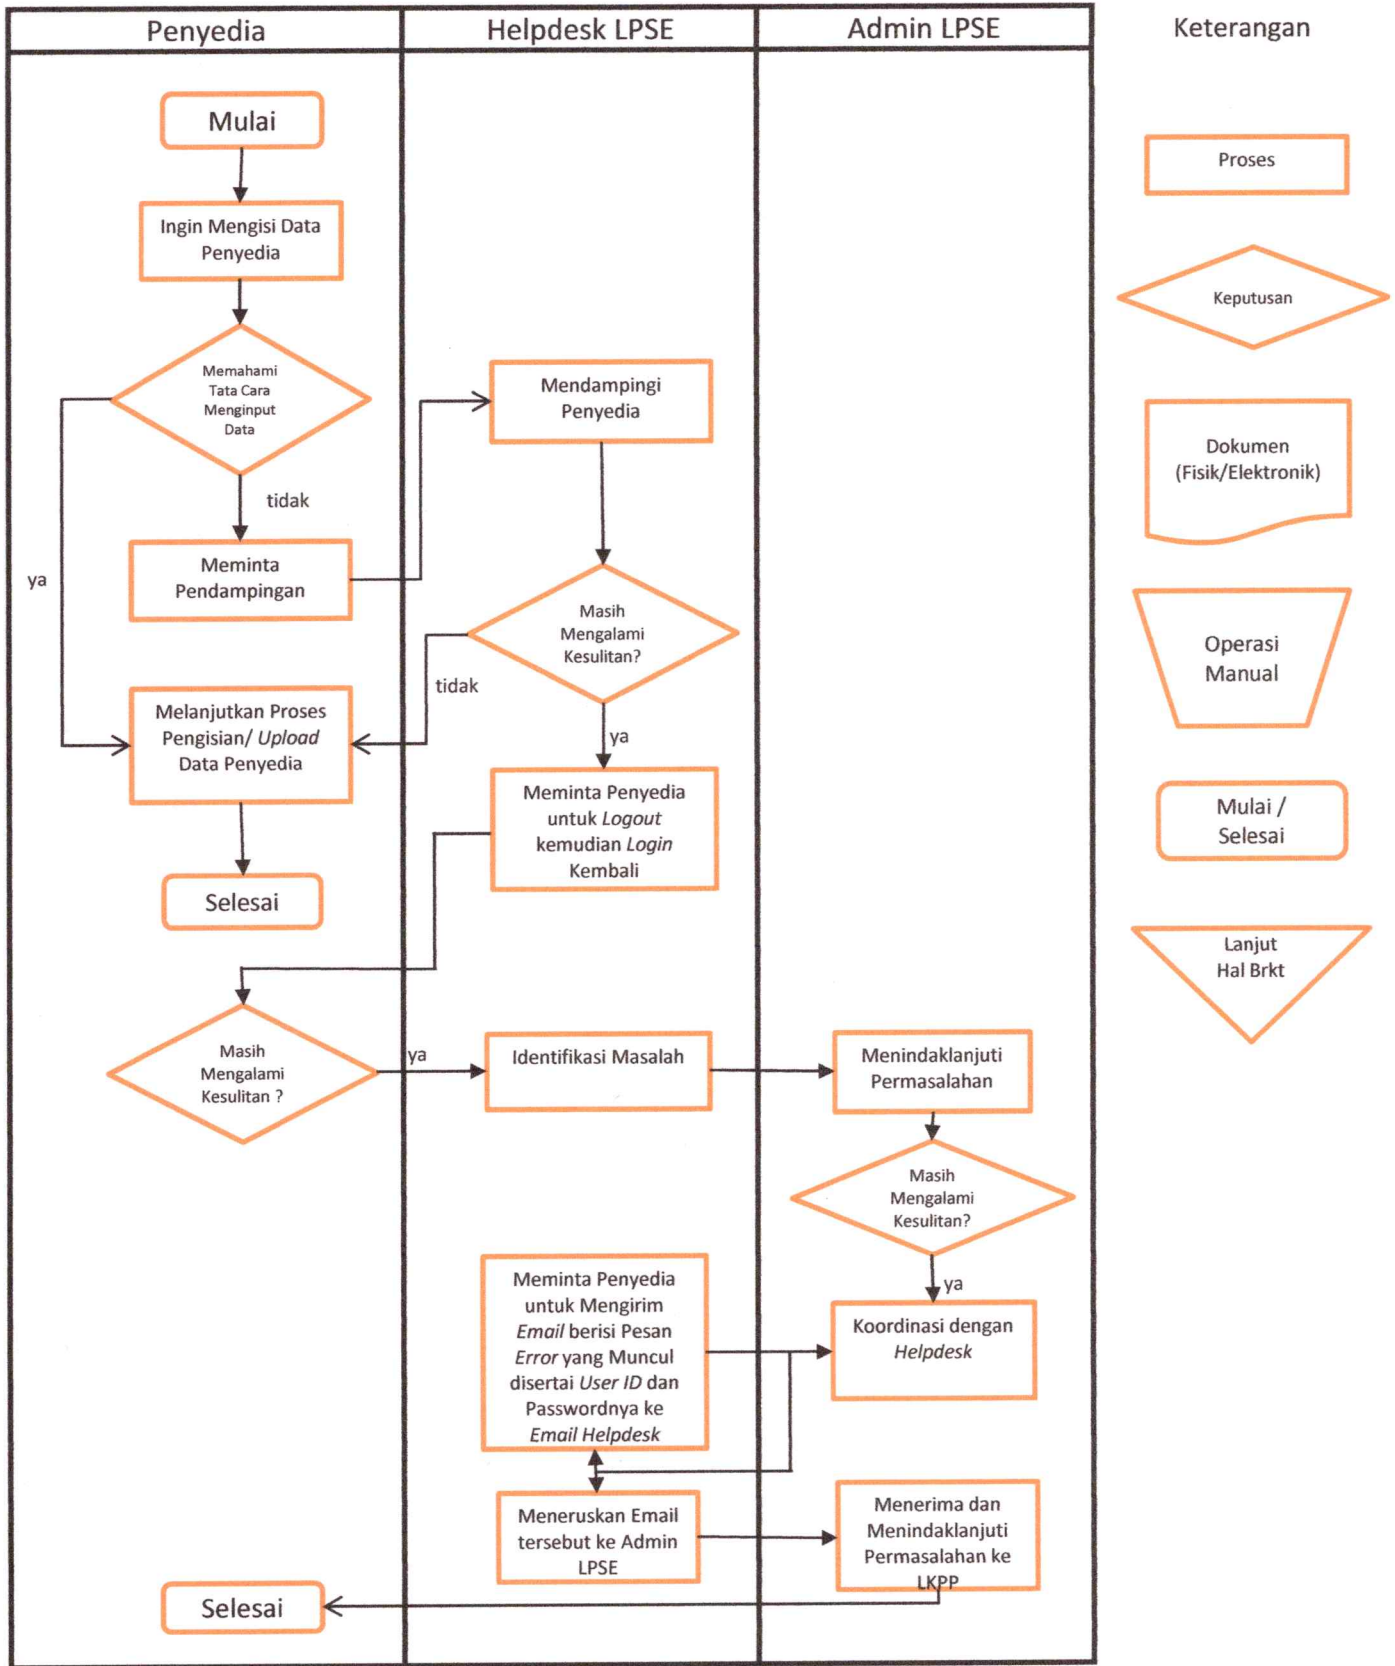 Penyedia
Helpdesk LPSE
Admin LPSE
Keterangan
Mulai
Ingin Mengisi Data
Penyedia
Memahami
Tata Cara
Menginput
Data
tidak
ya
Meminta
Pendampingan
Mendampingi
Penyedia
Masih
Mengalami
Kesulitan?
tidak
ya
Melanjutkan Proses
Pengisian/ Upload
Data Penyedia
Selesai
Meminta Penyedia
untuk Logout
kemudian Login
Kembali
Masih
Mengalami
Kesulitan ?
ya
Identifikasi Masalah
Menindaklanjuti
Permasalahan
Masih
Mengalami
Kesulitan?
ya
Koordinasi dengan
Helpdesk
Meminta Penyedia
untuk Mengirim
Email berisi Pesan
Error yang Muncul
disertai User ID dan
Passwordnya ke
Email Helpdesk
Meneruskan Email
tersebut ke Admin
LPSE
Menerima dan
Menindaklanjuti
Permasalahan ke
LKPP
Selesai
Proses
Keputusan
Dokumen
(Fisik/Elektronik)
Operasi
Manual
Mulai /
Selesai
Lanjut
Hal Brkt